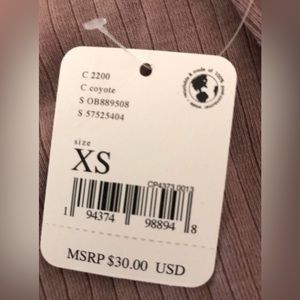 C 2200
C coyote
S OB889508
S 57525404
size
XS
CP4373 0013
1 94374 98894 8
MSRP $30.00 USD